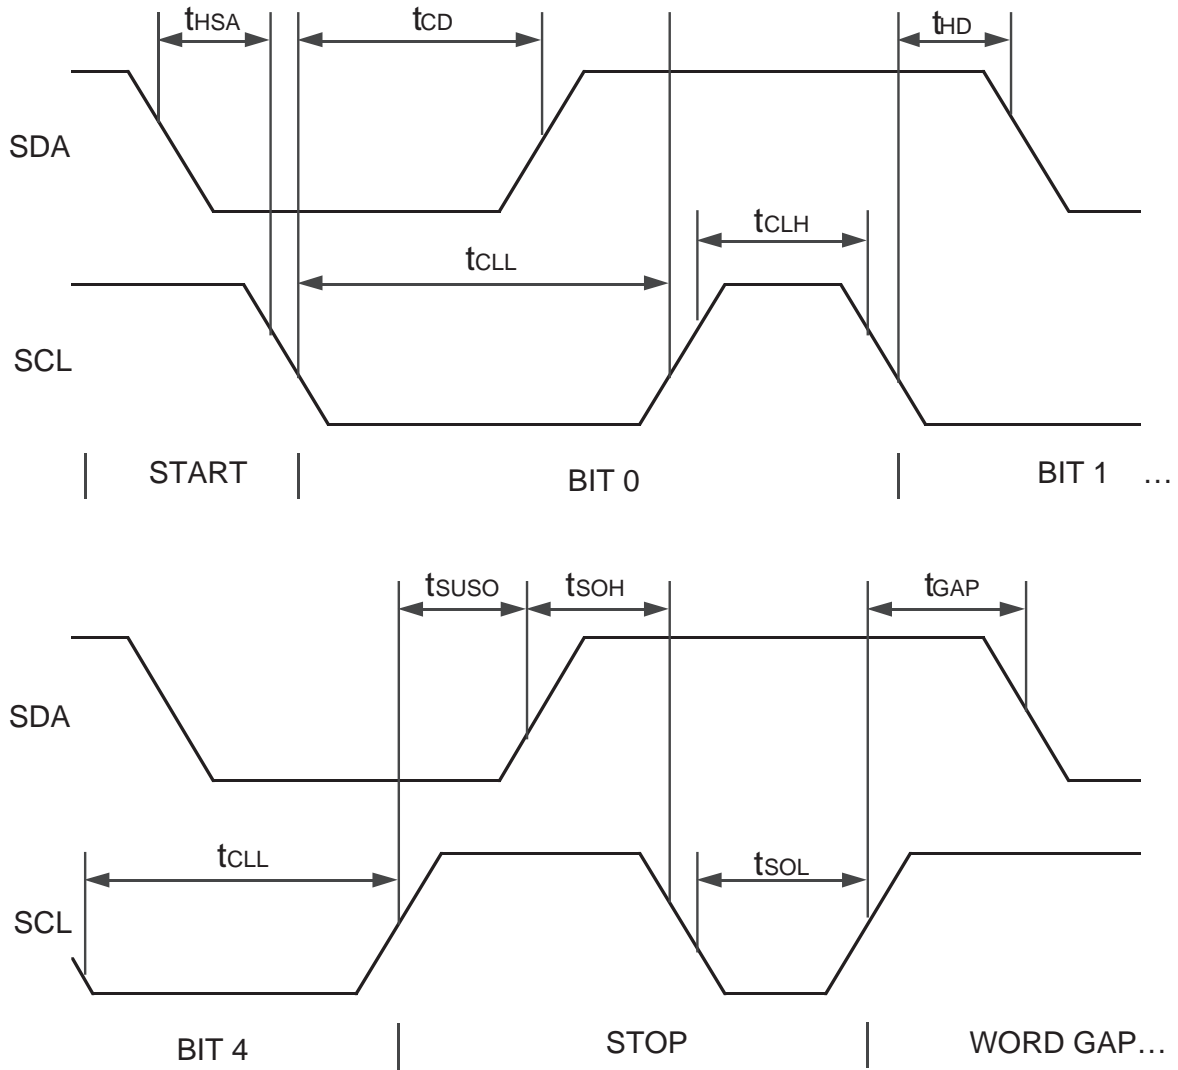 tHSA tCD tHD
SDA
tCLH
tCLL
SCL
START BIT 0 BIT 1 ...
tSUSO tSOH tGAP
SDA
tCLL tSOL
SCL
BIT 4 STOP WORD GAP...